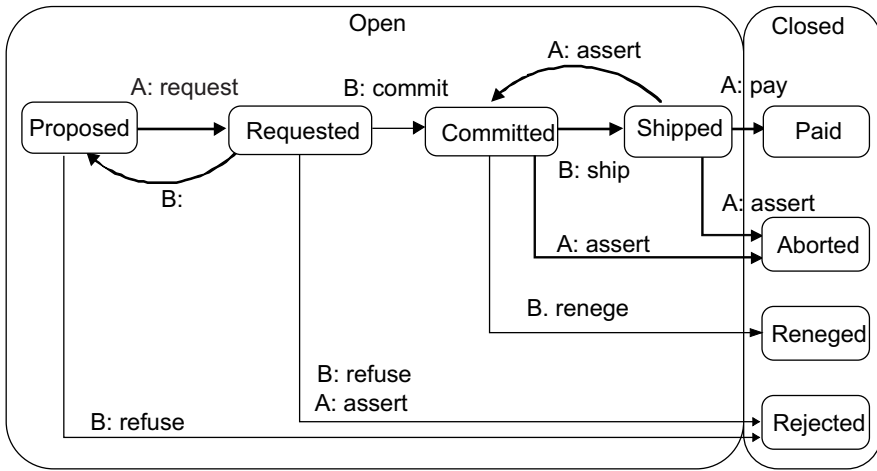 Open
Closed
A: assert
A: request
B: commit
A: pay
Proposed
Requested
Committed
Shipped
Paid
B:
B: ship
A: assert
A: assert
Aborted
B. renege
Reneged
B: refuse
A: assert
B: refuse
Rejected